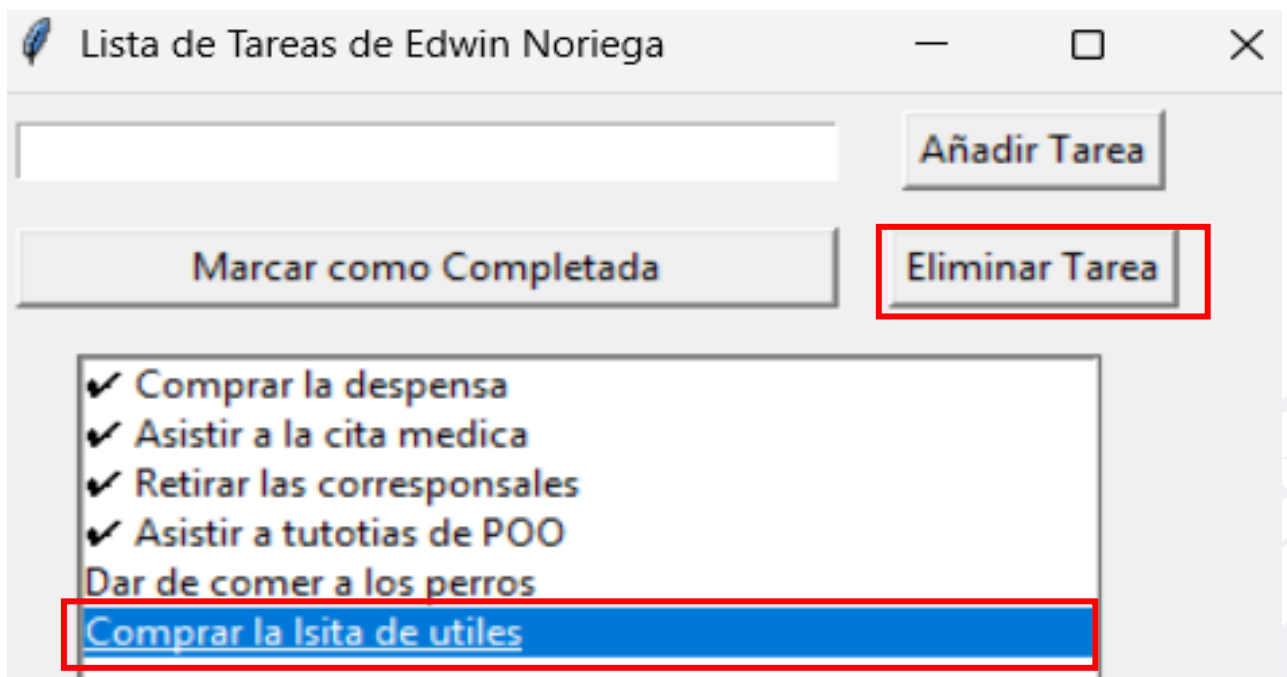 Lista de Tareas de Edwin Noriega
Añadir Tarea
Marcar como Completada
Eliminar Tarea
✔ Comprar la despensa
✔ Asistir a la cita medica
✔ Retirar las corresponsales
✔ Asistir a tutotias de POO
Dar de comer a los perros
Comprar la lsita de utiles